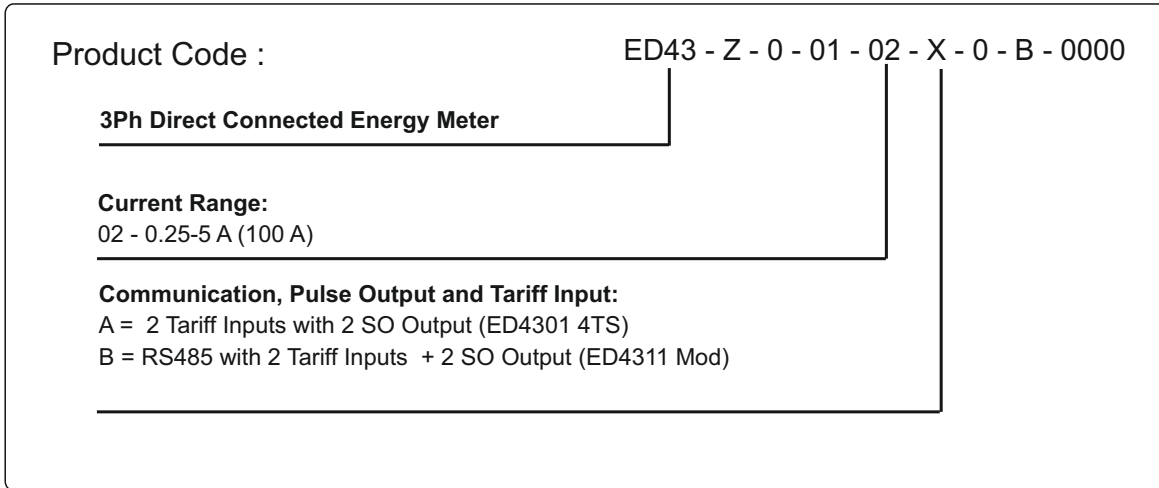 Product Code : ED43 - Z - 0 - 01 - 02 - X - 0 - B - 0000
3Ph Direct Connected Energy Meter
Current Range:
02 - 0.25-5 A (100 A)
Communication, Pulse Output and Tariff Input:
A = 2 Tariff Inputs with 2 SO Output (ED4301 4TS)
B = RS485 with 2 Tariff Inputs + 2 SO Output (ED4311 Mod)